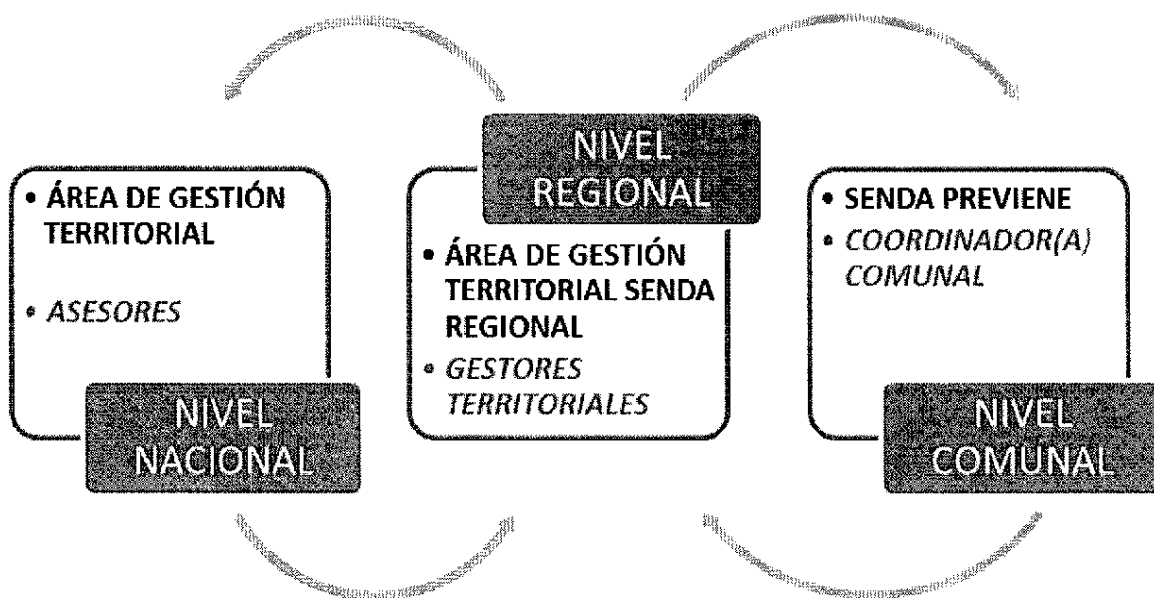 • ÁREA DE GESTIÓN
TERRITORIAL
• ASESORES
NIVEL
NACIONAL
NIVEL
REGIONAL
• ÁREA DE GESTIÓN
TERRITORIAL SENDA
REGIONAL
• GESTORES
TERRITORIALES
• SENDA PREVIENE
• COORDINADOR(A)
COMUNAL
NIVEL
COMUNAL